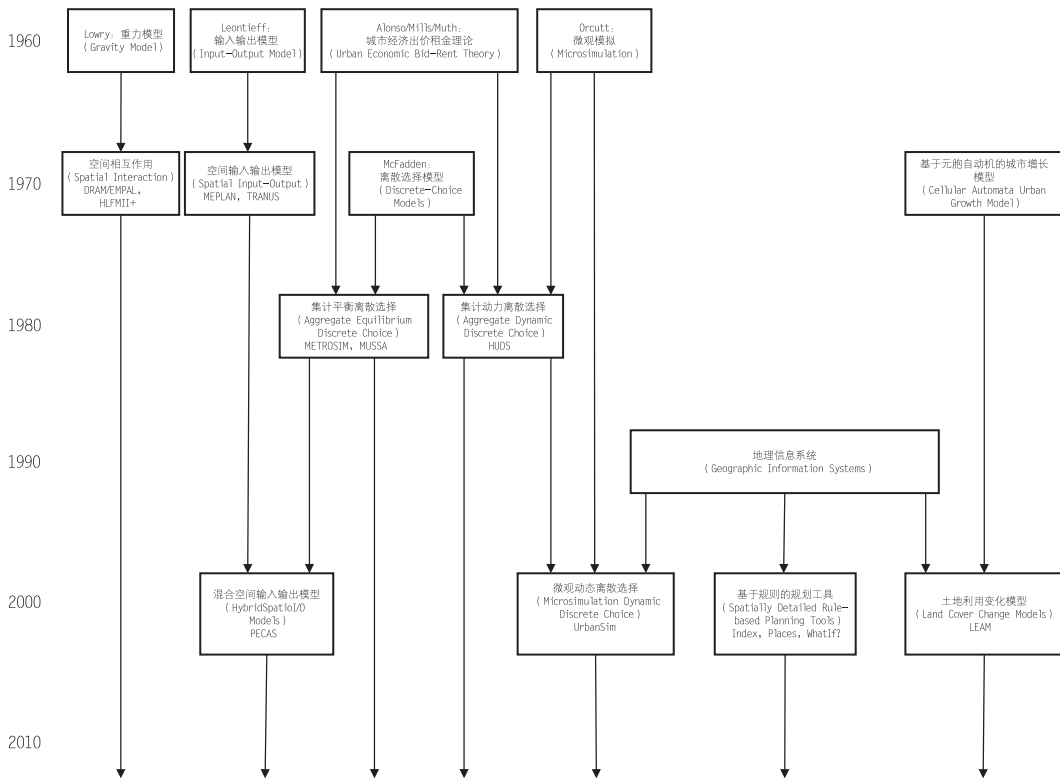 1960
Lowry: 重力模型
(Gravity Model)
Leontieff:
输入输出模型
(Input-Output Model)
Alonso/Mills/Muth:
城市经济出价租金理论
(Urban Economic Bid-Rent Theory)
Orcutt:
微观模拟
(Microsimulation)
1970
空间相互作用
(Spatial Interaction)
DRAM/EMPAL,
HLFMII+
空间输入输出模型
(Spatial Input-Output)
MEPLAN, TRANUS
McFadden:
离散选择模型
(Discrete-Choice
Models)
基于元胞自动机的城市增长
模型
(Cellular Automata Urban
Growth Model)
1980
集计平衡离散选择
(Aggregate Equilibrium
Discrete Choice)
METROSIM, MUSSA
集计动力离散选择
(Aggregate Dynamic
Discrete Choice)
HUDS
1990
地理信息系统
(Geographic Information Systems)
2000
混合空间输入输出模型
(HybridSpatioI/O
Models)
PECAS
微观动态离散选择
(Microsimulation Dynamic
Discrete Choice)
UrbanSim
基于规则的规划工具
(Spatially Detailed Rule-
based Planning Tools)
Index, Places, WhatIf?
土地利用变化模型
(Land Cover Change Models)
LEAM
2010